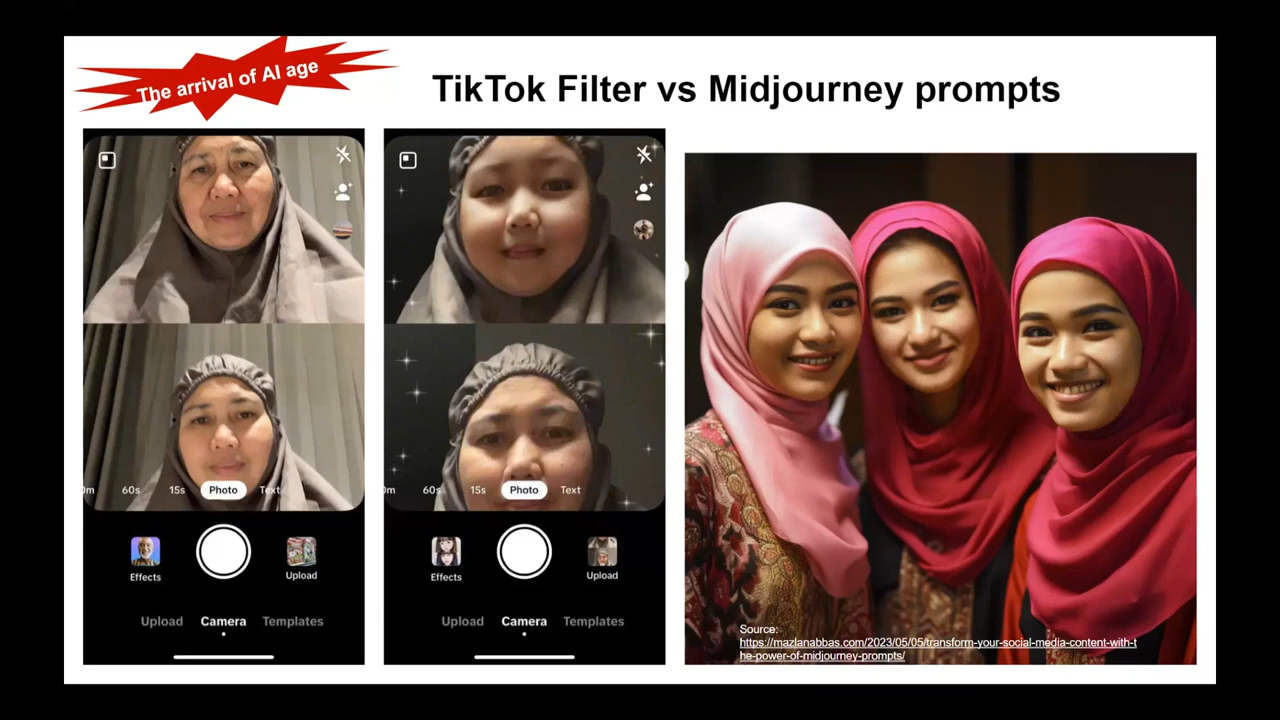 The arrival of AI age
TikTok Filter vs Midjourney prompts
60s 15s Photo Text
Effects
Upload
Upload Camera Templates
60s 15s Photo Text
Effects
Upload
Upload Camera Templates
Source:
https://mazlanabbas.com/2023/05/05/transform-your-social-media-content-with-t
he-power-of-midjourney-prompts/